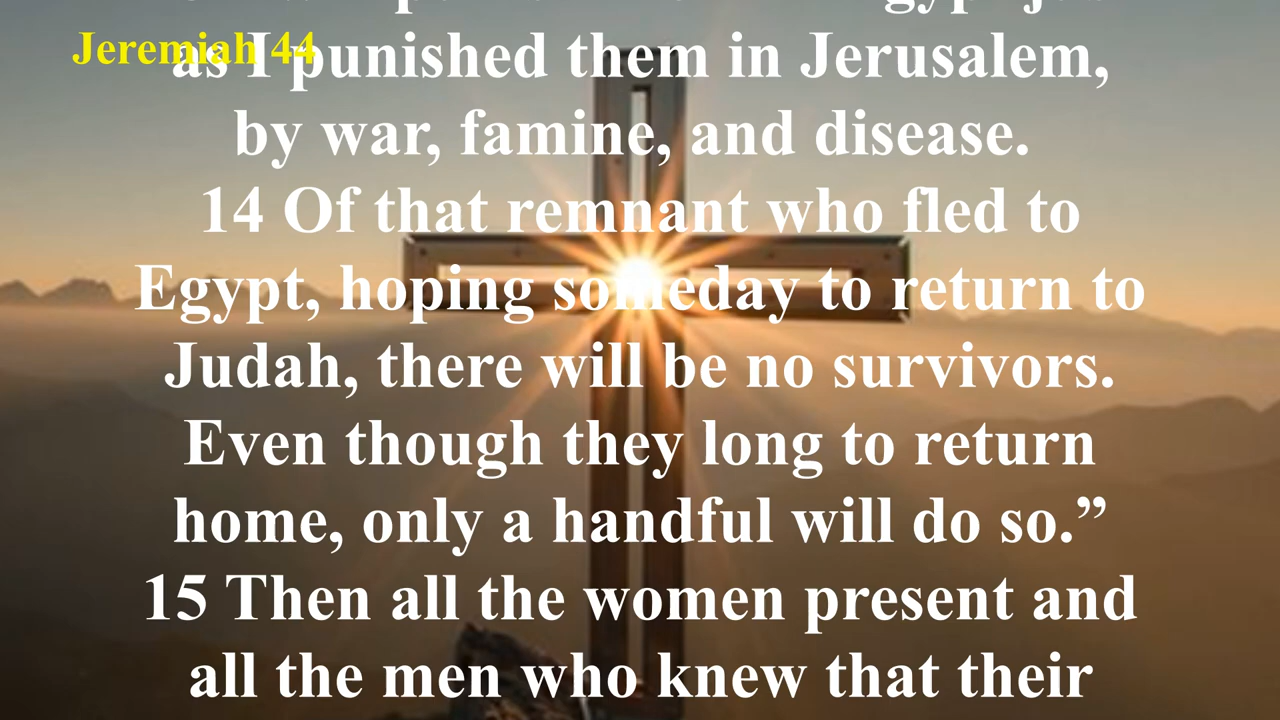 Jeremiah 44
as I punished them in Jerusalem,
by war, famine, and disease.
14 Of that remnant who fled to
Egypt, hoping someday to return to
Judah, there will be no survivors.
Even though they long to return
home, only a handful will do so.”
15 Then all the women present and
all the men who knew that their